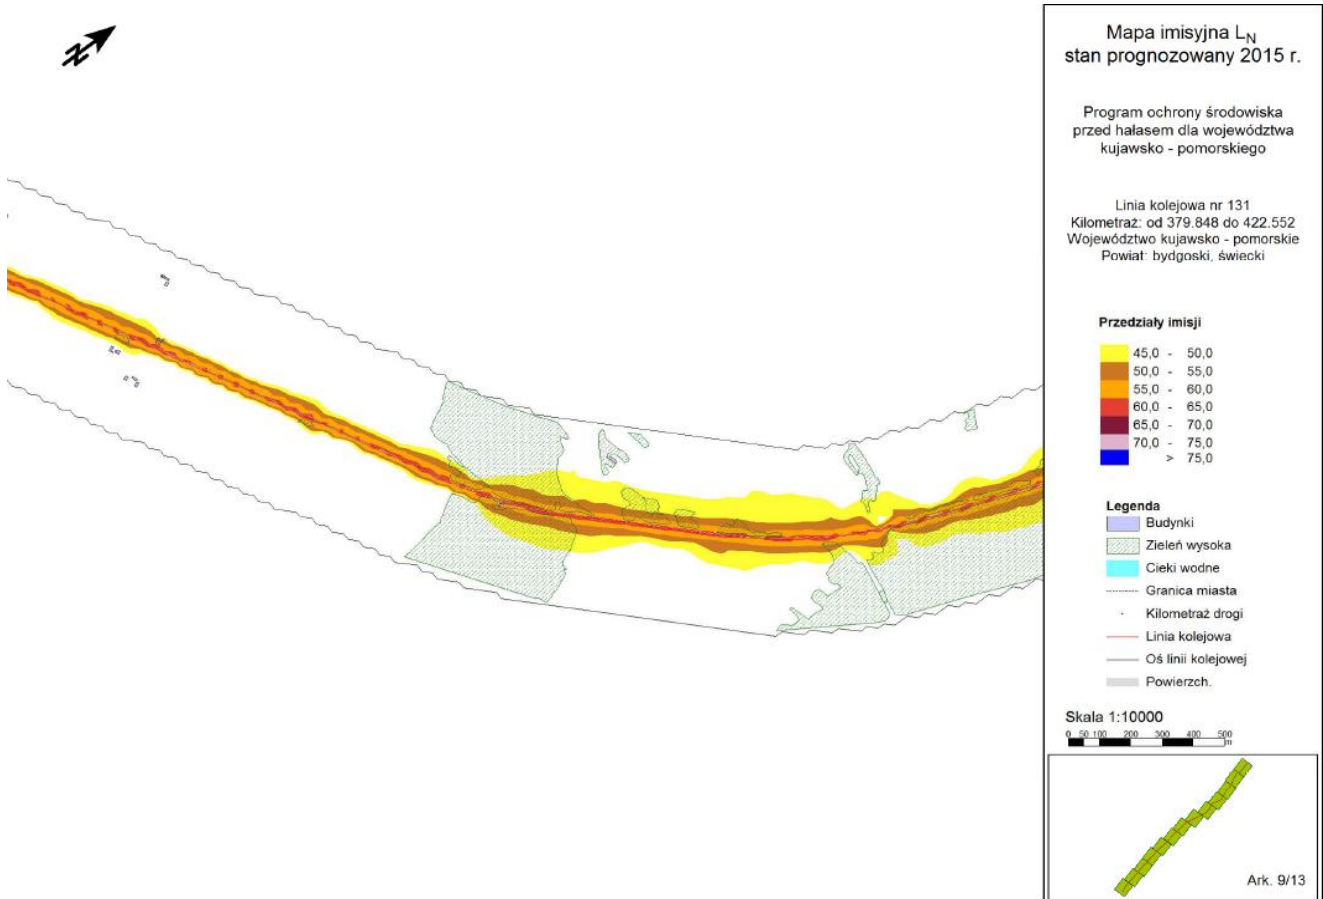 N
Mapa imisyjna LN
stan prognozowany 2015 r.
Program ochrony środowiska
przed hałasem dla województwa
kujawsko - pomorskiego
Linia kolejowa nr 131
Kilometraż: od 379.848 do 422.552
Województwo kujawsko - pomorskie
Powiat: bydgoski, świecki
Przedziały imisji
45,0 - 50,0
50,0 - 55,0
55,0 - 60,0
60,0 - 65,0
65,0 - 70,0
70,0 - 75,0
> 75,0
Legenda
Budynki
Zieleń wysoka
Cieki wodne
Granica miasta
Kilometraż drogi
Linia kolejowa
Oś linii kolejowej
Powierzch.
Skala 1:10000
0 50 100 200 300 400 500
m
Ark. 9/13